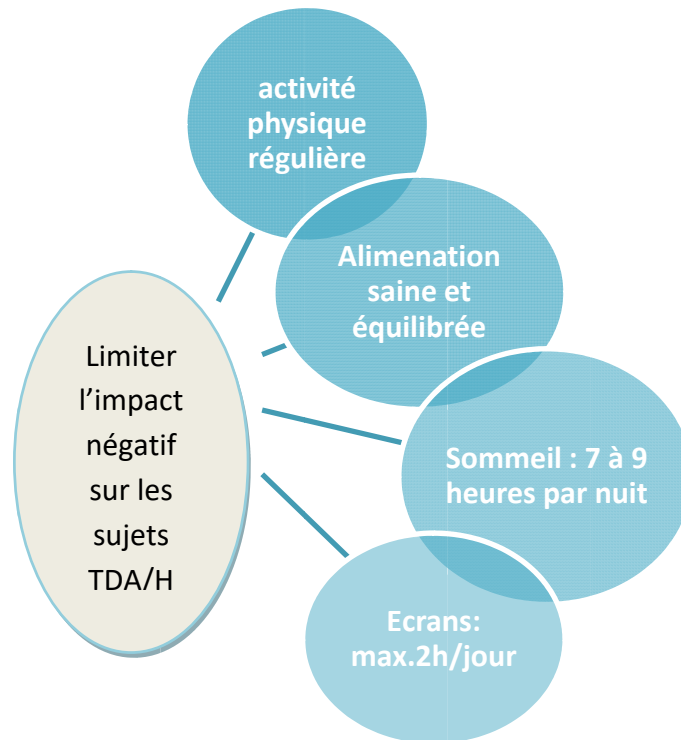 activité
physique
régulière
Alimenation
saine et
équilibrée
Limiter
l’impact
négatif
sur les
sujets
TDA/H
Sommeil : 7 à 9
heures par nuit
Ecrans:
max.2h/jour